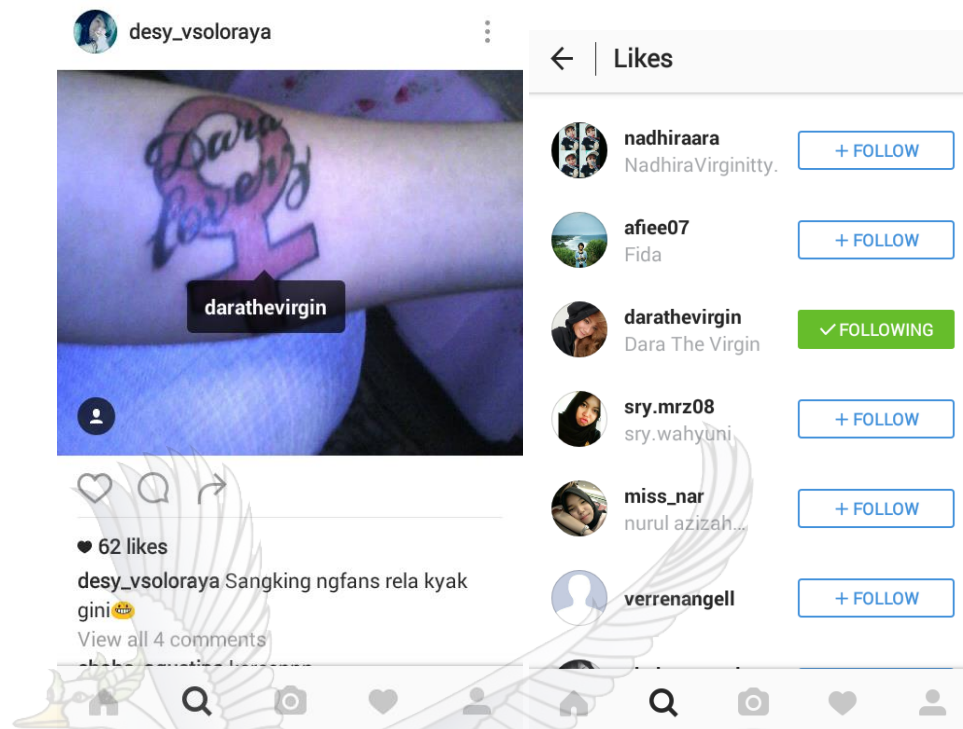 desy_vsoloraya
Dara
Lovers
darathevirgin
62 likes
desy_vsoloraya Sangking ngfans rela kyak
gini😁
View all 4 comments
Likes
nadhiraara
NadhiraVirginitty.
+ FOLLOW
afiee07
Fida
+ FOLLOW
darathevirgin
Dara The Virgin
✓ FOLLOWING
sry.mrz08
sry.wahyuni
+ FOLLOW
miss_nar
nurul azizah...
+ FOLLOW
verrenangell
+ FOLLOW